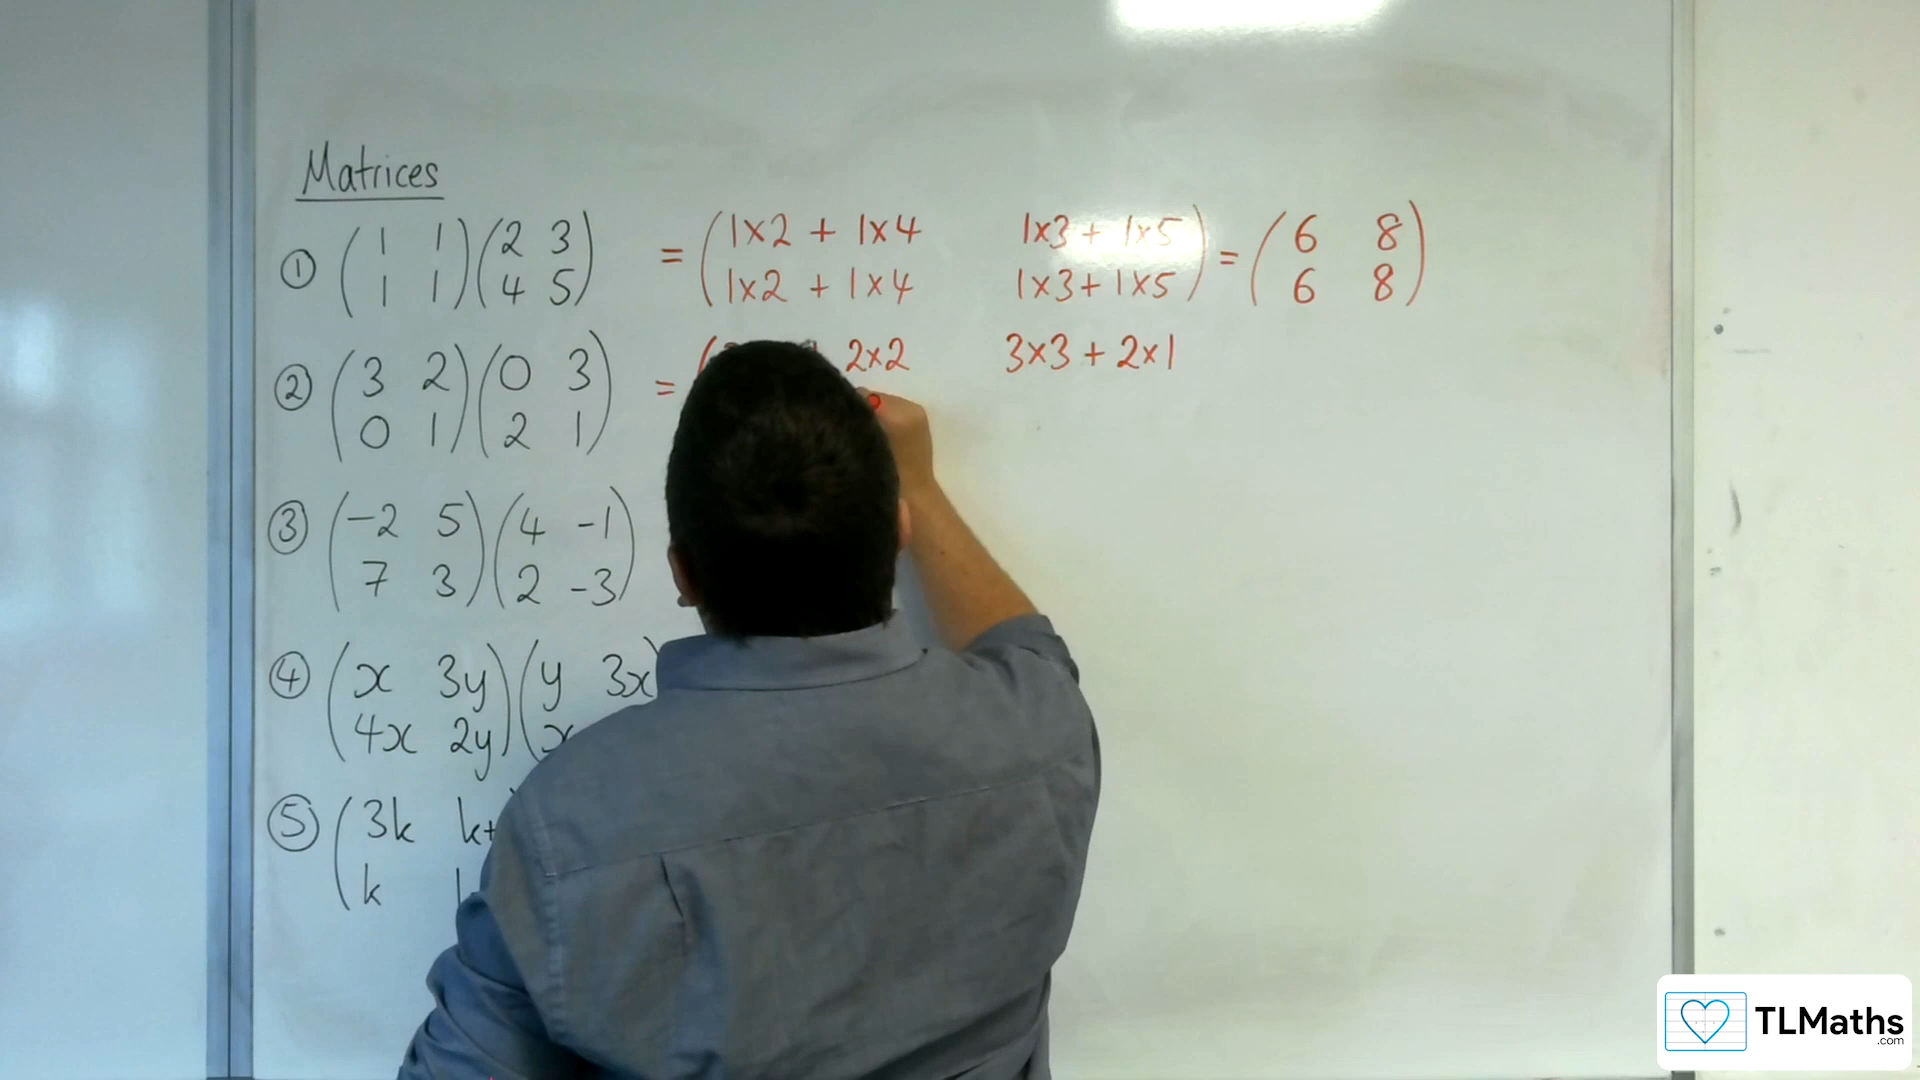 Matrices
① (1 1) (2 3) = (1×2 + 1×4 1×3 + 1×5) = (6 8)
(1 1) (4 5) (1×2 + 1×4 1×3 + 1×5) (6 8)
② (3 2) (0 3) = ( 2×2 3×3 + 2×1
(0 1) (2 1)
③ (-2 5) (4 -1)
(7 3) (2 -3)
④ (x 3y) (y 3x)
(4x 2y) (x
⑤ (3k k+
(k
TLMaths
.com